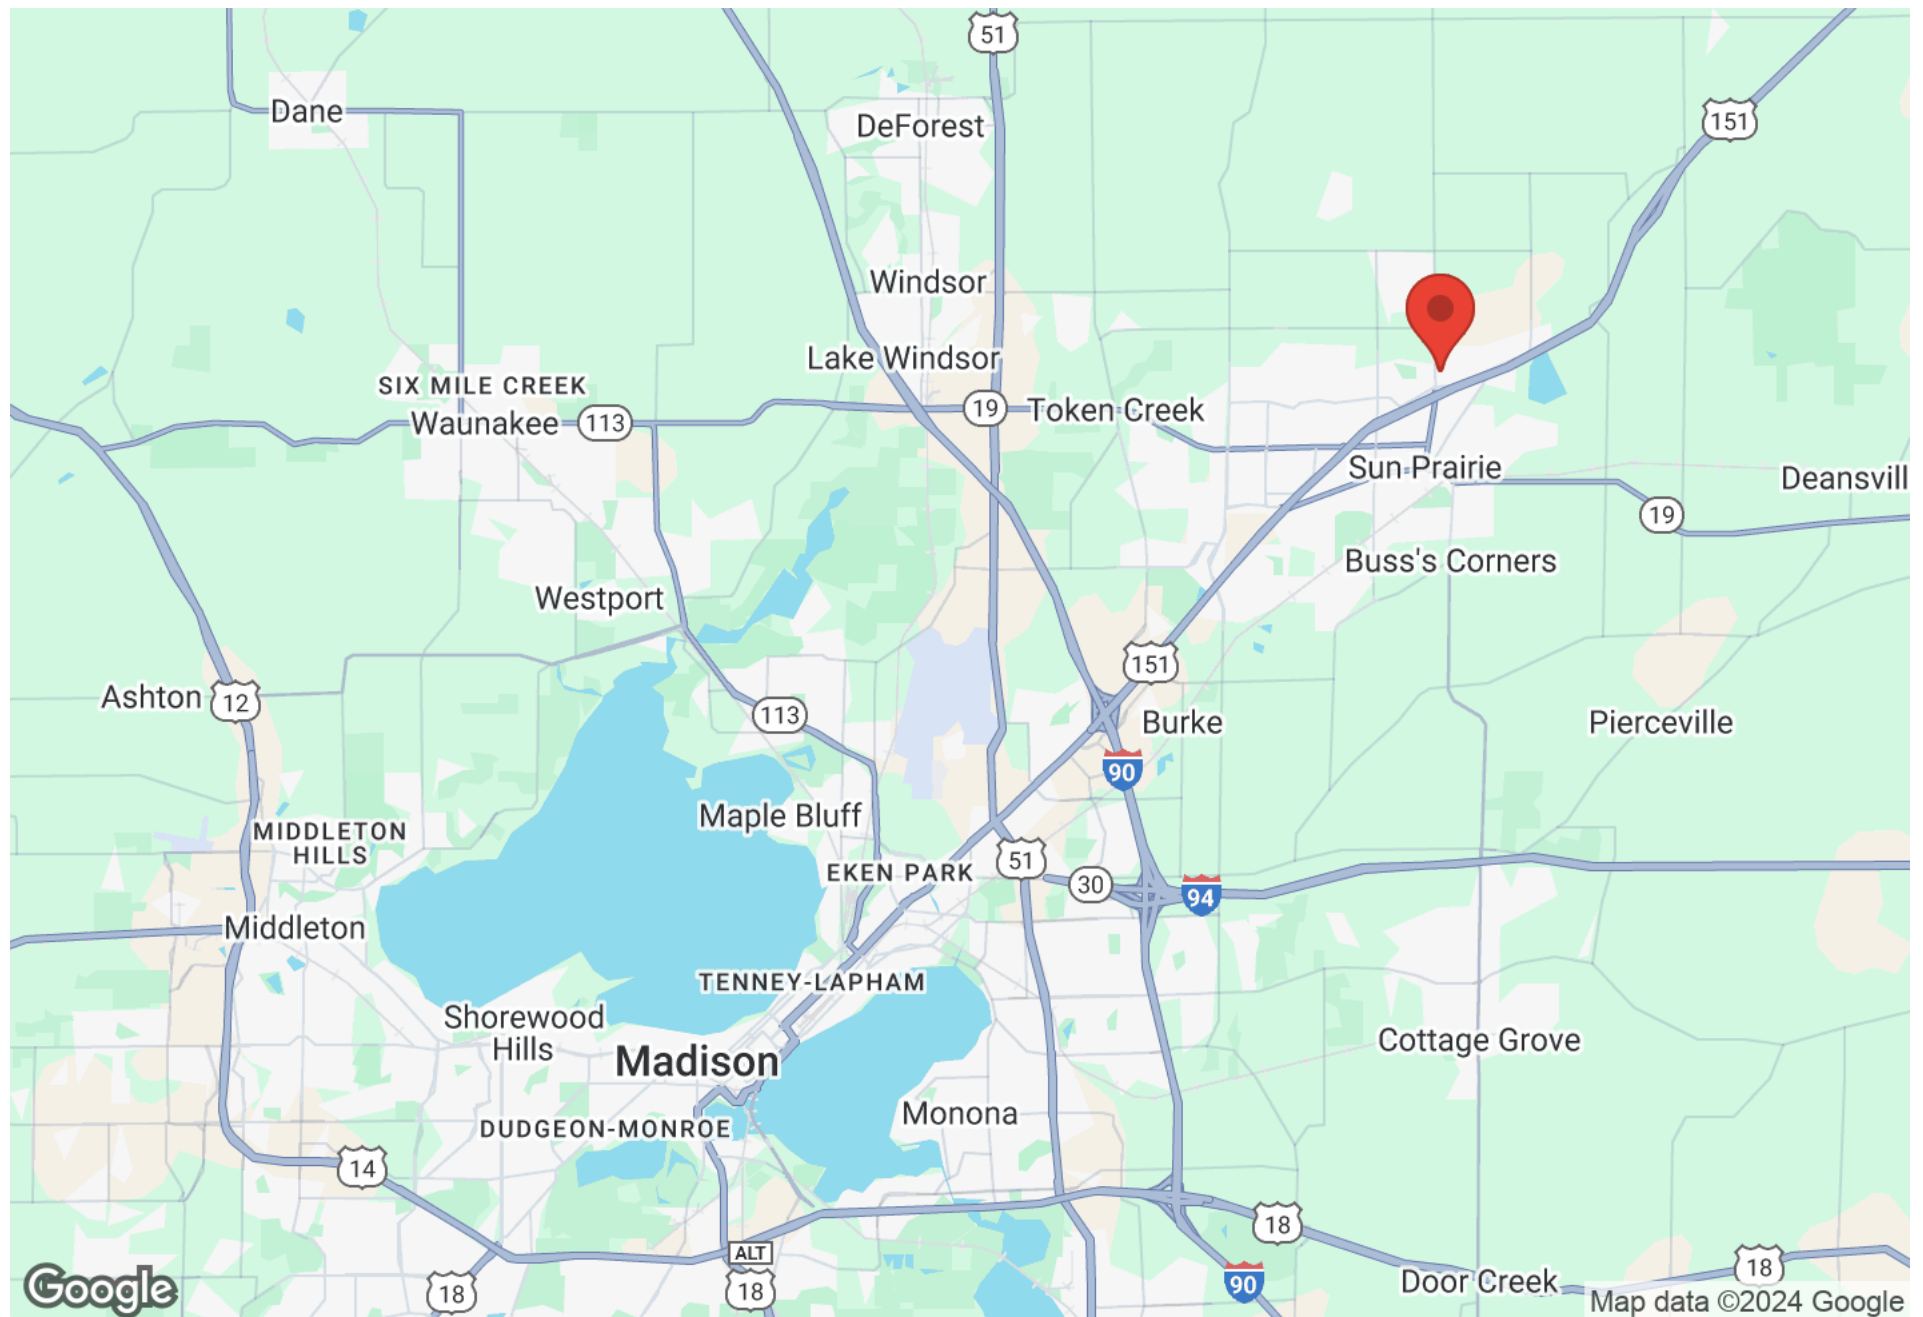 51
151
Dane
DeForest
Windsor
Lake Windsor
SIX MILE CREEK
Waunakee
113
19
Token Creek
Sun Prairie
Deansvill
19
Buss's Corners
Westport
151
Ashton
12
113
Burke
Pierceville
90
Maple Bluff
MIDDLETON
HILLS
51
EKEN PARK
30
94
Middleton
TENNEY-LAPHAM
Shorewood
Hills
Madison
Cottage Grove
Monona
DUDGEON-MONROE
14
18
ALT
18
18
90
Door Creek
18
Google
Map data ©2024 Google